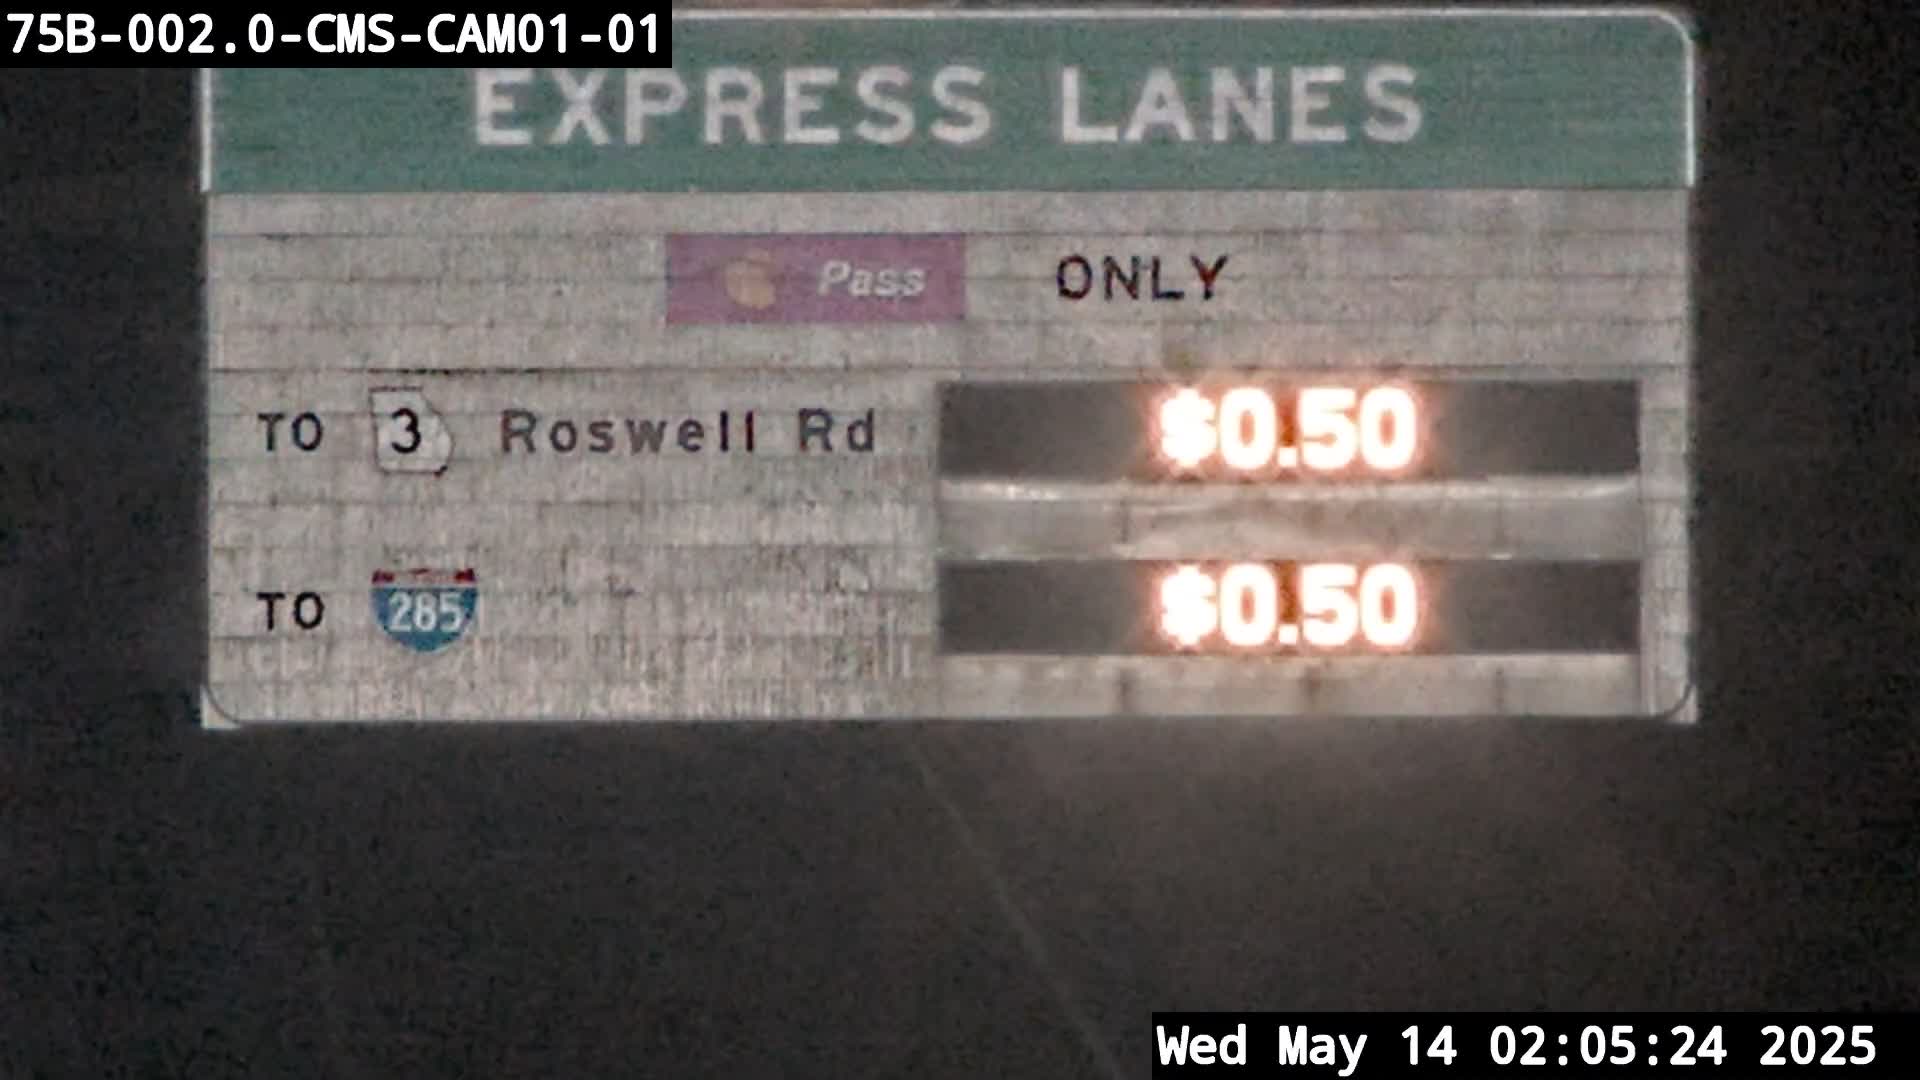 75B-002.0-CMS-CAM01-01
EXPRESS LANES
Pass ONLY
TO 3 Roswell Rd $0.50
TO 285 $0.50
Wed May 14 02:05:24 2025